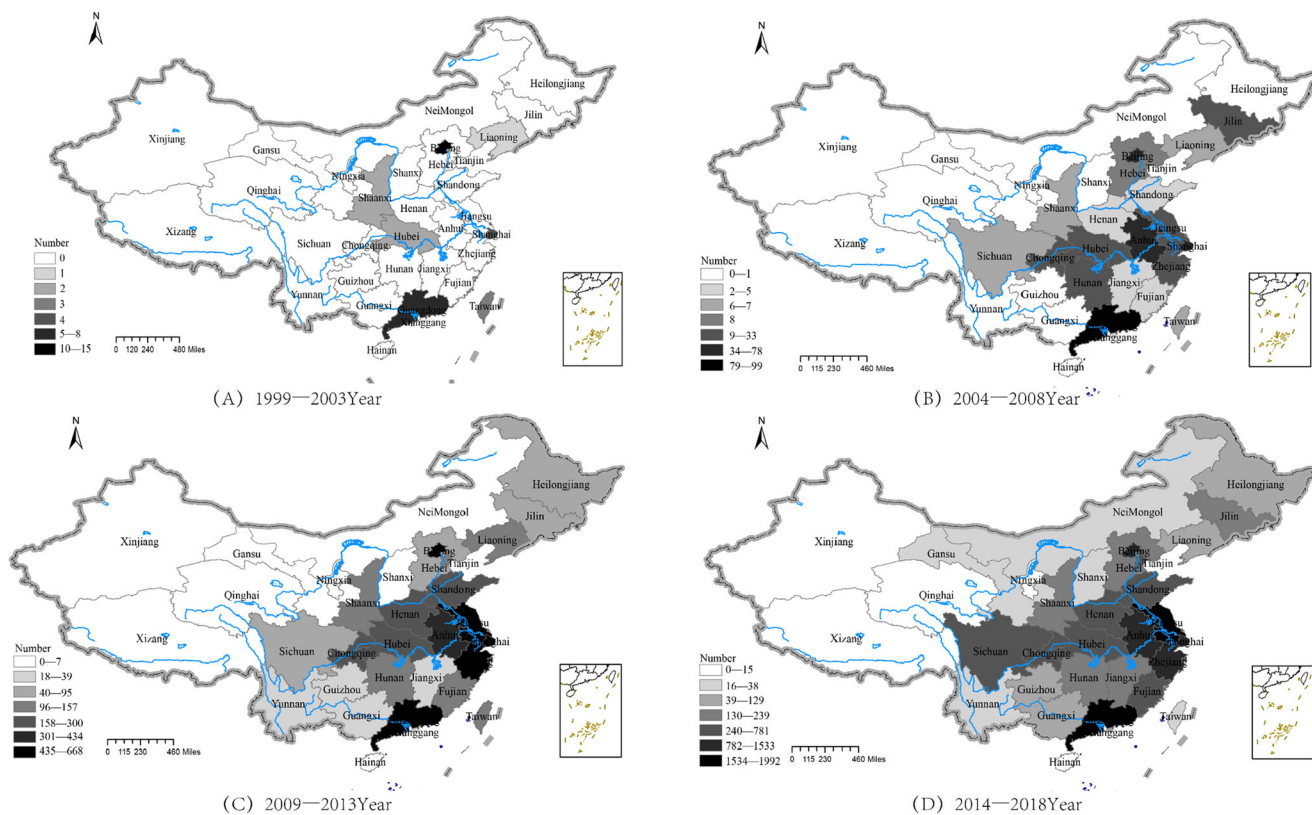 N
Heilongjiang
NeiMongol
Jilin
Xinjiang
Liaoning
Gansu
Tianjin
Hebei
Ningxia
Shanxi
Shandong
Qinghai
Shaanxi
Henan
Jiangsu
Xizang
Hubei
Anhui
Shanghai
Sichuan
Chongqing
Zhejiang
Hunan
Jiangxi
Guizhou
Fujian
Yunnan
Guangxi
Taiwan
Hainan
Number
0
1
2
3
4
5—8
10—15
0 120 240 480 Miles
(A) 1999—2003Year
N
Heilongjiang
NeiMongol
Jilin
Xinjiang
Liaoning
Gansu
Beijing
Tianjin
Hebei
Ningxia
Shanxi
Shandong
Qinghai
Shaanxi
Henan
Jiangsu
Xizang
Hubei
Anhui
Shanghai
Sichuan
Chongqing
Zhejiang
Hunan
Jiangxi
Guizhou
Fujian
Yunnan
Guangxi
Taiwan
Hainan
Number
0—1
2—5
6—7
8
9—33
34—78
79—99
0 115 230 460 Miles
(B) 2004—2008Year
N
Heilongjiang
NeiMongol
Jilin
Xinjiang
Liaoning
Gansu
Tianjin
Hebei
Ningxia
Shanxi
Shandong
Qinghai
Shaanxi
Henan
Xizang
Hubei
Anhui
Sichuan
Chongqing
Hunan
Jiangxi
Guizhou
Fujian
Yunnan
Guangxi
Taiwan
Hainan
Number
0—7
18—39
40—95
96—157
158—300
301—434
435—668
0 115 230 460 Miles
(C) 2009—2013Year
N
Heilongjiang
NeiMongol
Jilin
Xinjiang
Liaoning
Gansu
Beijing
Tianjin
Hebei
Ningxia
Shanxi
Shandong
Qinghai
Shaanxi
Henan
Xizang
Hubei
Anhui
Sichuan
Chongqing
Zhejiang
Hunan
Jiangxi
Guizhou
Fujian
Yunnan
Guangxi
Taiwan
Hainan
Number
0—15
16—38
39—129
130—239
240—781
782—1533
1534—1992
0 115 230 460 Miles
(D) 2014—2018Year